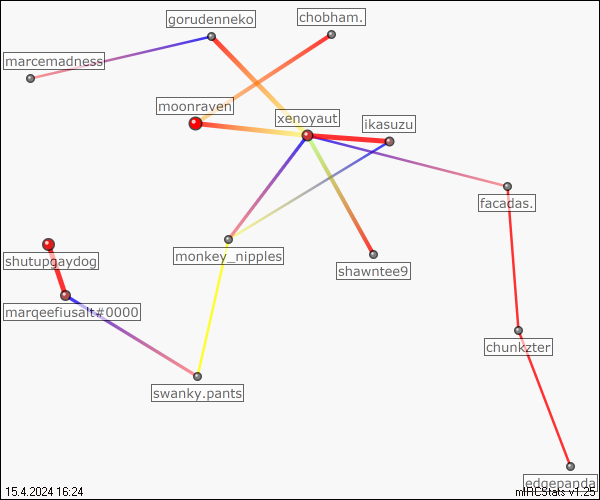 gorudenneko
chobham.
marcemadness
moonraven
xenoyaut
ikasuzu
facadas.
monkey_nipples
shutupgaydog
shawntee9
marqeefiusalt#0000
chunkzter
swanky.pants
edgepanda
15.4.2024 16:24
mIRCStats v1.25